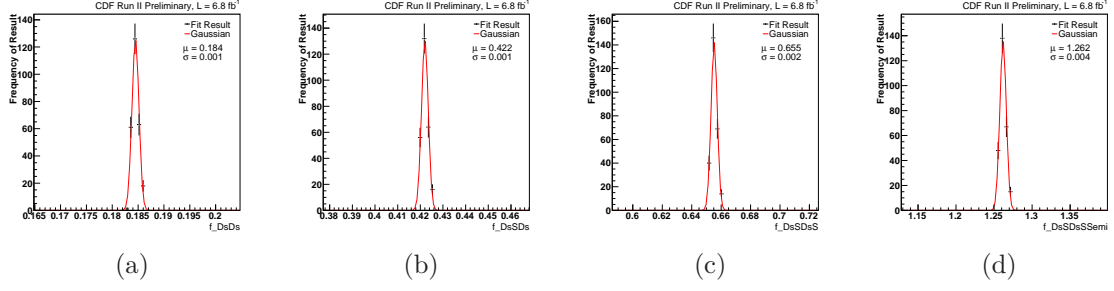 CDF Run II Preliminary, L = 6.8 fb⁻¹
Frequency of Result
140
120
100
80
60
40
20
0
Fit Result
Gaussian
μ = 0.184
σ = 0.001
0.165 0.17 0.175 0.18 0.185 0.19 0.195 0.2
f_DsDs
(a)
CDF Run II Preliminary, L = 6.8 fb⁻¹
Frequency of Result
140
120
100
80
60
40
20
0
Fit Result
Gaussian
μ = 0.422
σ = 0.001
0.38 0.39 0.4 0.41 0.42 0.43 0.44 0.45 0.46
f_DsSDs
(b)
CDF Run II Preliminary, L = 6.8 fb⁻¹
Frequency of Result
160
140
120
100
80
60
40
20
0
Fit Result
Gaussian
μ = 0.655
σ = 0.002
0.6 0.62 0.64 0.66 0.68 0.7 0.72
f_DsSDsS
(c)
CDF Run II Preliminary, L = 6.8 fb⁻¹
Frequency of Result
160
140
120
100
80
60
40
20
0
Fit Result
Gaussian
μ = 1.262
σ = 0.004
1.15 1.2 1.25 1.3 1.35
f_DsSDsSSemi
(d)